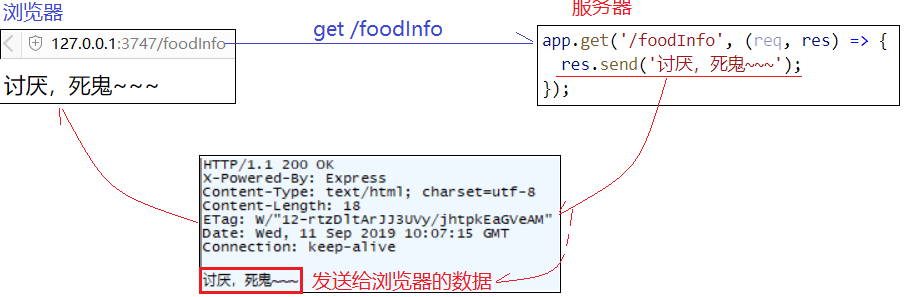 浏览器
服务器
127.0.0.1:3747/foodInfo
get /foodInfo
讨厌，死鬼~~~
app.get('/foodInfo', (req, res) => {
res.send('讨厌，死鬼~~~');
});
HTTP/1.1 200 OK
X-Powered-By: Express
Content-Type: text/html; charset=utf-8
Content-Length: 18
ETag: W/"12-rtzDltArJJ3UVy/jhtpkEaGVeAM"
Date: Wed, 11 Sep 2019 10:07:15 GMT
Connection: keep-alive
讨厌，死鬼~~~
发送给浏览器的数据